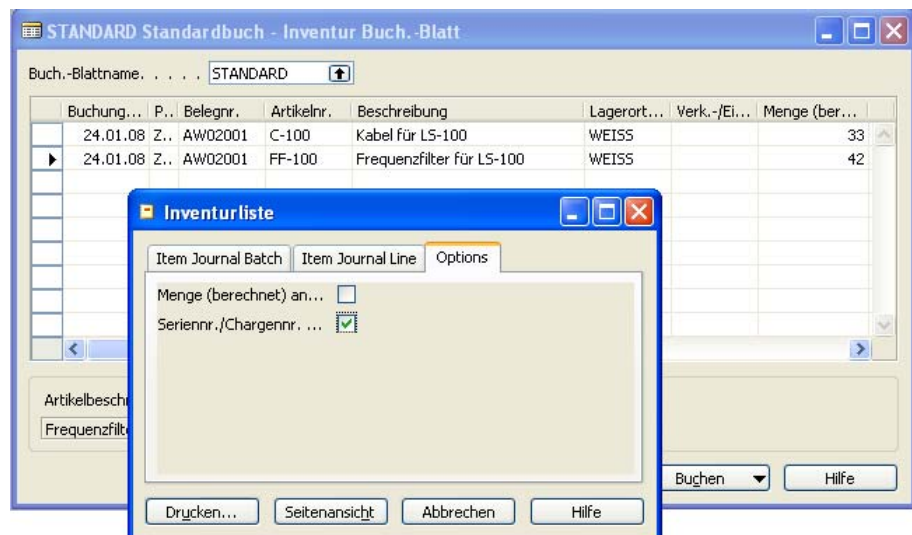 STANDARD Standardbuch - Inventur Buch.-Blatt
Buch.-Blattname. . . . . STANDARD
Buchung... P.. Belegnr. Artikelnr. Beschreibung Lagerort... Verk.-/Ei... Menge (ber...
24.01.08 Z.. AW02001 C-100 Kabel für LS-100 WEISS 33
24.01.08 Z.. AW02001 FF-100 Frequenzfilter für LS-100 WEISS 42
Inventurliste
Item Journal Batch Item Journal Line Options
Menge (berechnet) an...
Seriennr./Chargennr. ...
Drucken... Seitenansicht Abbrechen Hilfe
Buchen Hilfe